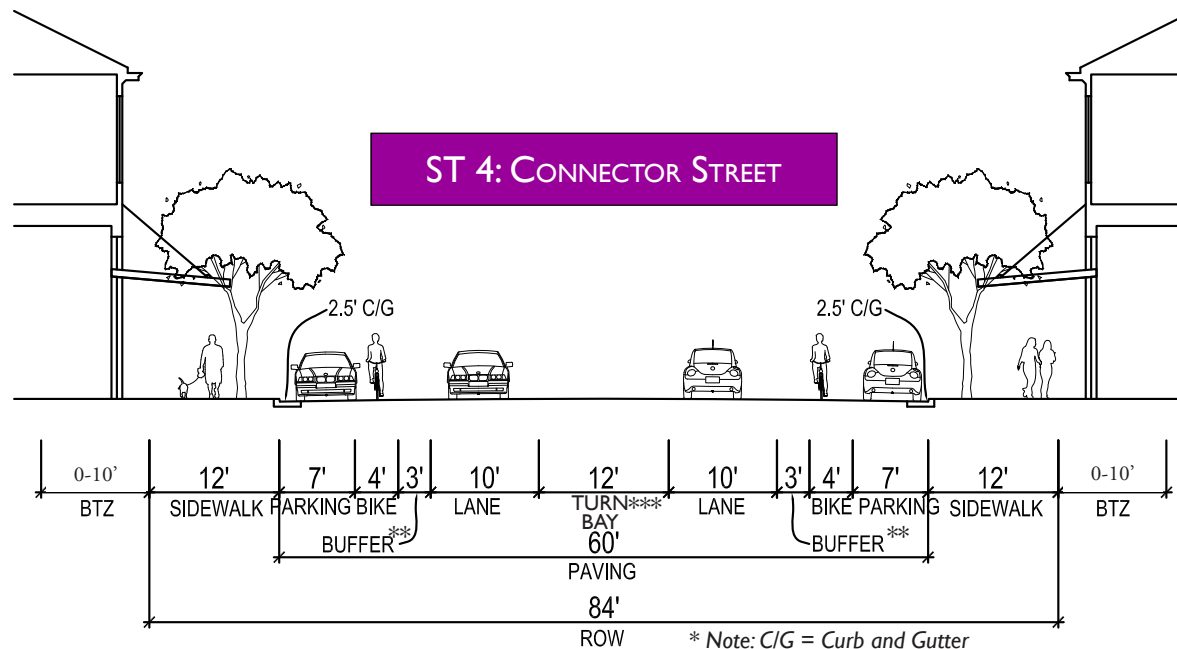 ST 4: CONNECTOR STREET
2.5' C/G 2.5' C/G
0-10' 12' 7' 4' 3' 10' 12' 10' 3' 4' 7' 12' 0-10'
BTZ SIDEWALK PARKING BIKE LANE TURN*** LANE BIKE PARKING SIDEWALK BTZ
BAY
BUFFER** BUFFER**
60'
PAVING
84'
ROW
* Note: C/G = Curb and Gutter